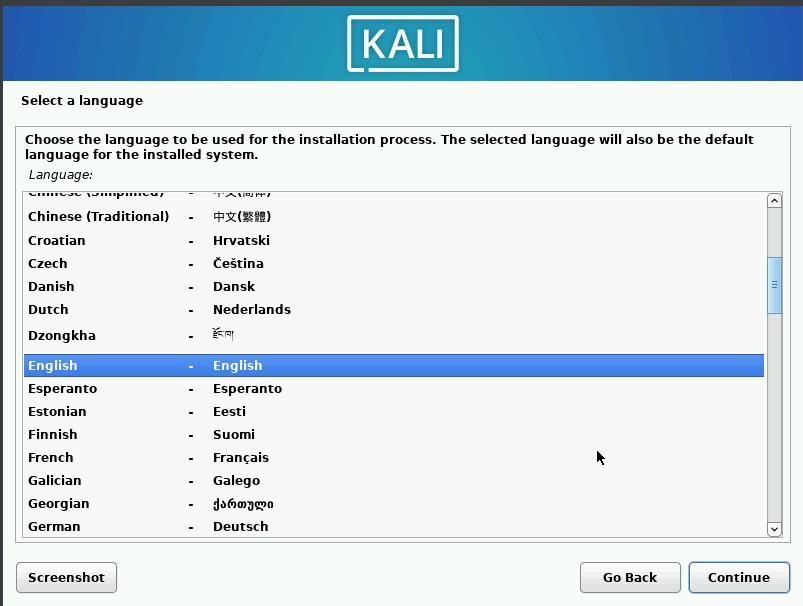 KALI
Select a language
Choose the language to be used for the installation process. The selected language will also be the default
language for the installed system.
Language:
Chinese (Simplified) - 中文(简体)
Chinese (Traditional) - 中文(繁體)
Croatian - Hrvatski
Czech - Čeština
Danish - Dansk
Dutch - Nederlands
Dzongkha - རྫོང་ཁ།
English - English
Esperanto - Esperanto
Estonian - Eesti
Finnish - Suomi
French - Français
Galician - Galego
Georgian - ქართული
German - Deutsch
Screenshot Go Back Continue